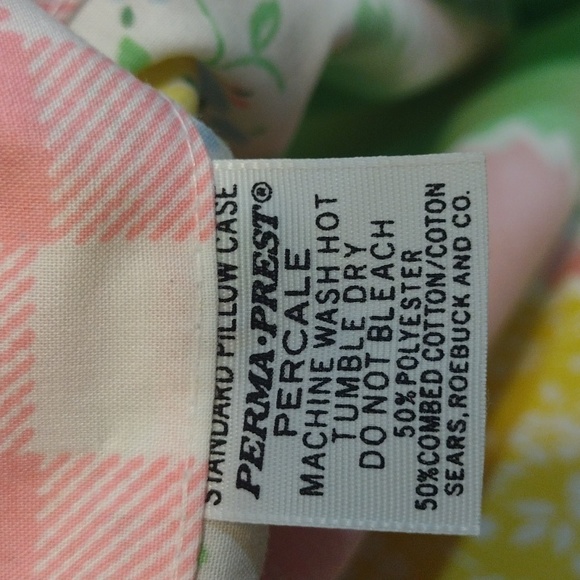 STANDARD PILLOW CASE
PERMA·PREST®
PERCALE
MACHINE WASH HOT
TUMBLE DRY
DO NOT BLEACH
50% POLYESTER
50% COMBED COTTON/COTON
SEARS, ROEBUCK AND CO.